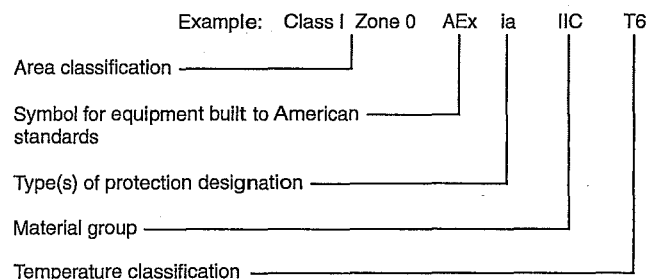 Example: Class I Zone 0 AEx ia IIC T6
Area classification
Symbol for equipment built to American
standards
Type(s) of protection designation
Material group
Temperature classification